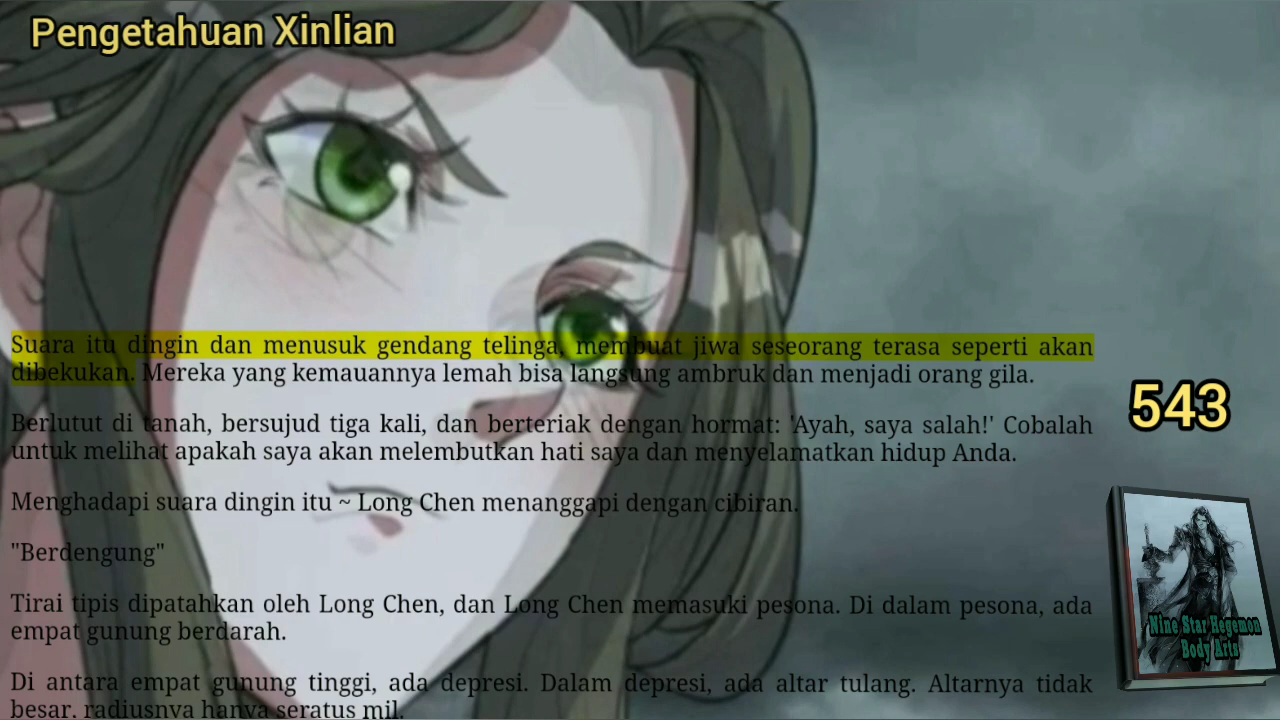 Pengetahuan Xinlian
Suara itu dingin dan menusuk gendang telinga, membuat jiwa seseorang terasa seperti akan
dibekukan. Mereka yang kemauannya lemah bisa langsung ambruk dan menjadi orang gila.
Berlutut di tanah, bersujud tiga kali, dan berteriak dengan hormat: 'Ayah, saya salah!' Cobalah
untuk melihat apakah saya akan melembutkan hati saya dan menyelamatkan hidup Anda.
543
Menghadapi suara dingin itu ~ Long Chen menanggapi dengan cibiran.
"Berdengung"
Tirai tipis dipatahkan oleh Long Chen, dan Long Chen memasuki pesona. Di dalam pesona, ada
empat gunung berdarah.
Nine Star Hegemon
Body Arts
Di antara empat gunung tinggi, ada depresi. Dalam depresi, ada altar tulang. Altarnya tidak
besar, radiusnya hanya seratus mil.